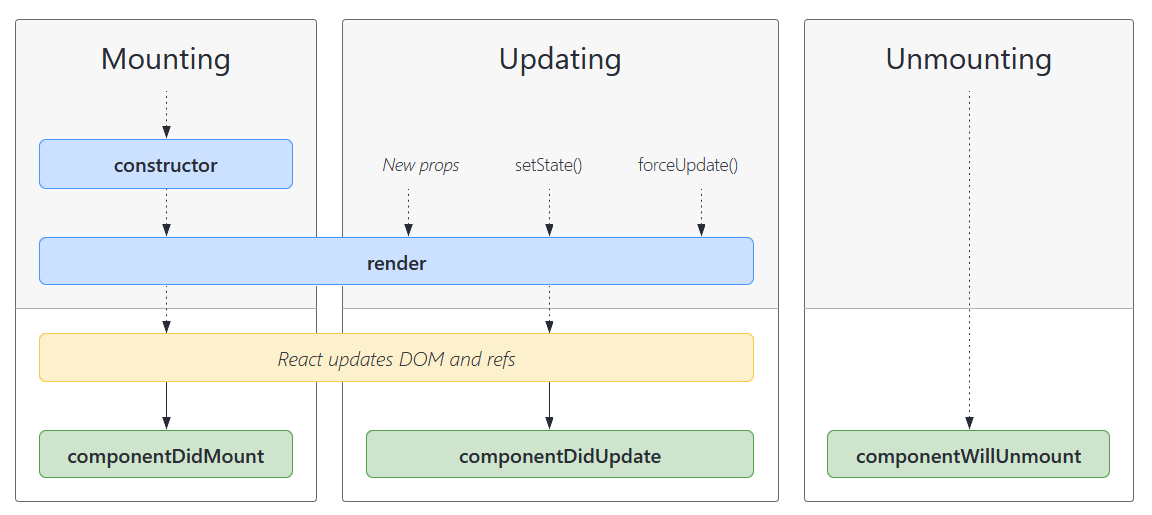 Mounting
Updating
Unmounting
constructor
New props
setState()
forceUpdate()
render
React updates DOM and refs
componentDidMount
componentDidUpdate
componentWillUnmount